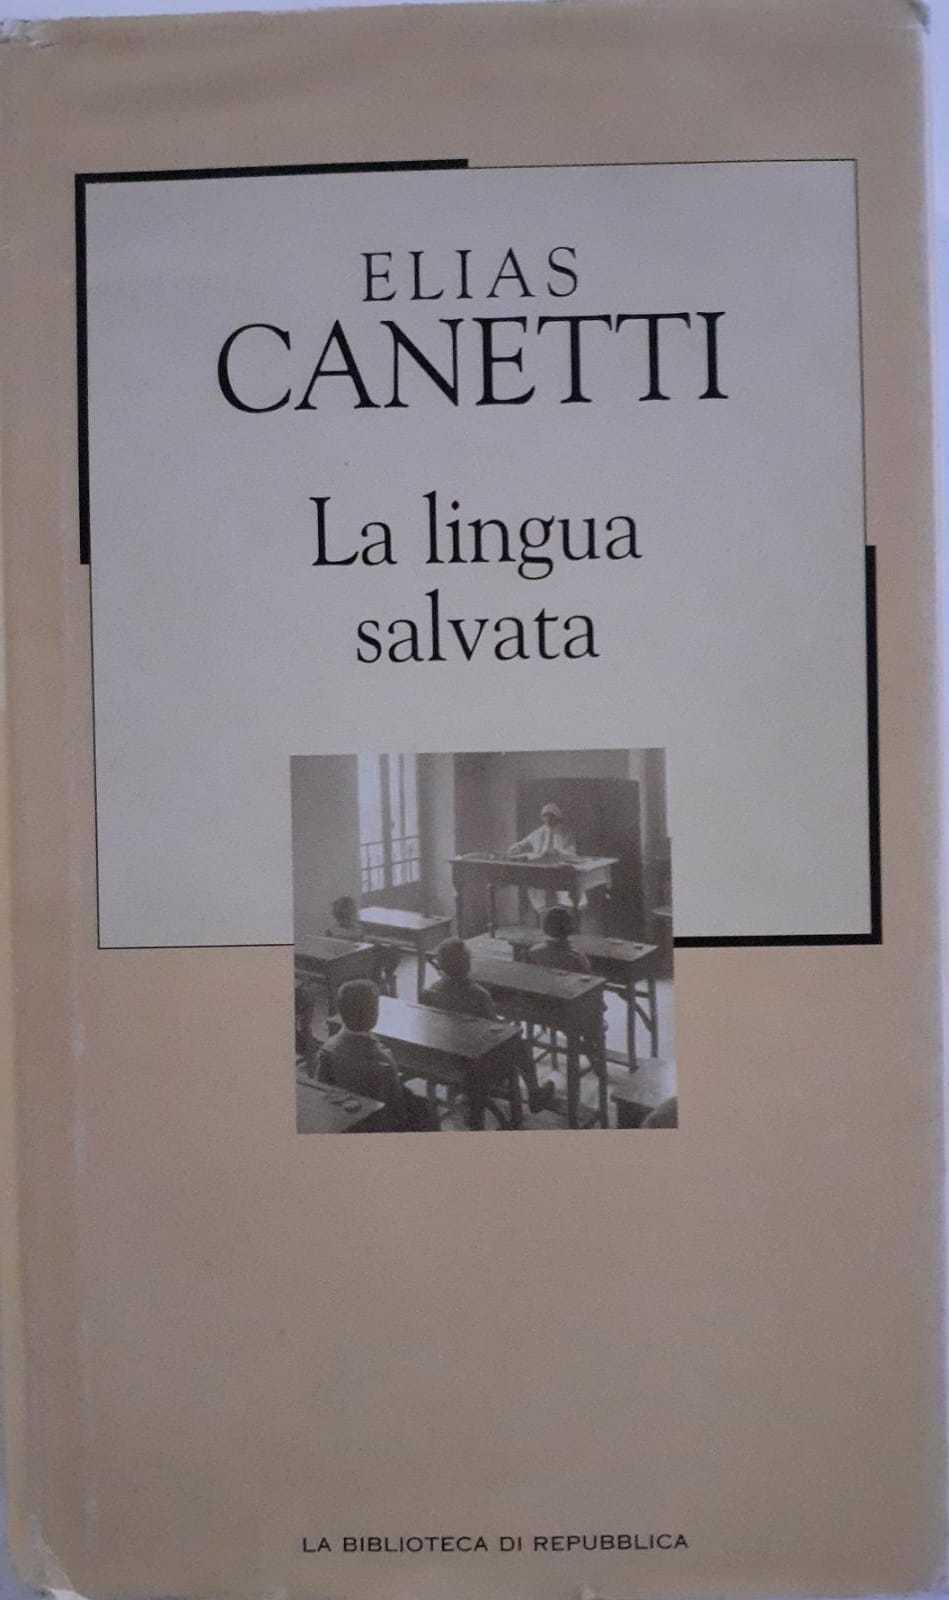 ELIAS
CANETTI
La lingua
salvata
LA BIBLIOTECA DI REPUBBLICA